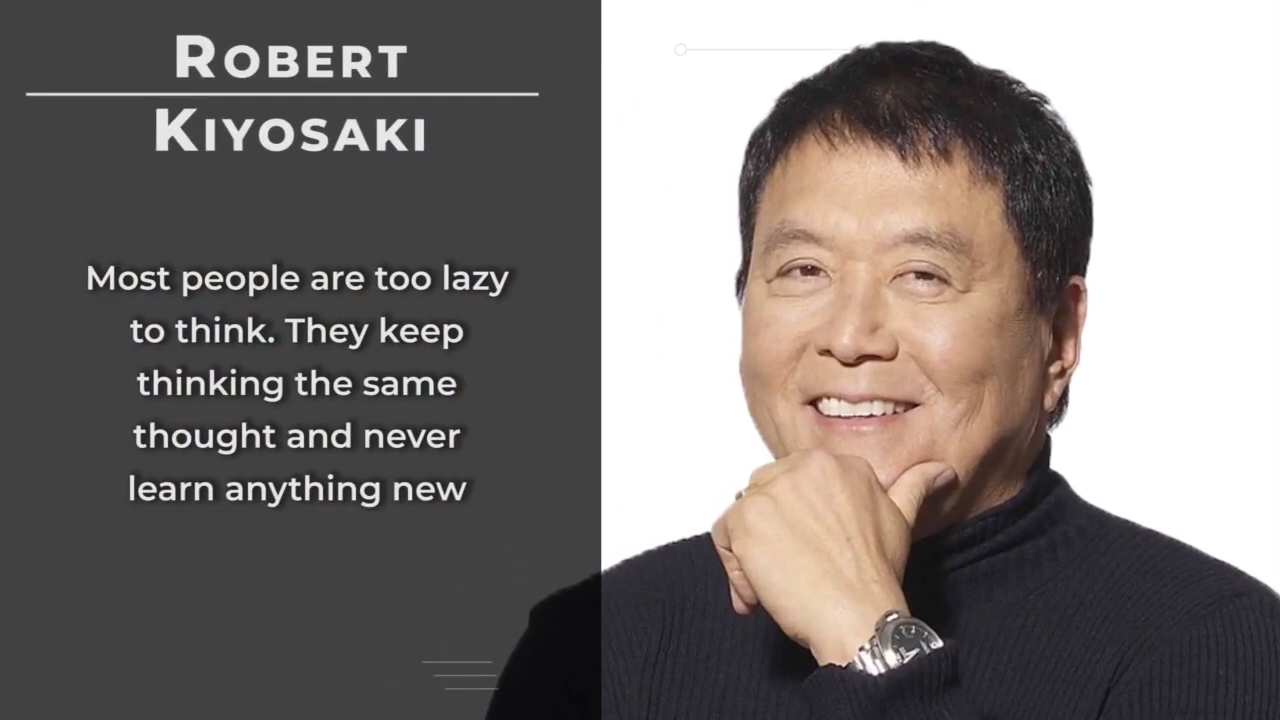 ROBERT
KIYOSAKI
Most people are too lazy
to think. They keep
thinking the same
thought and never
learn anything new